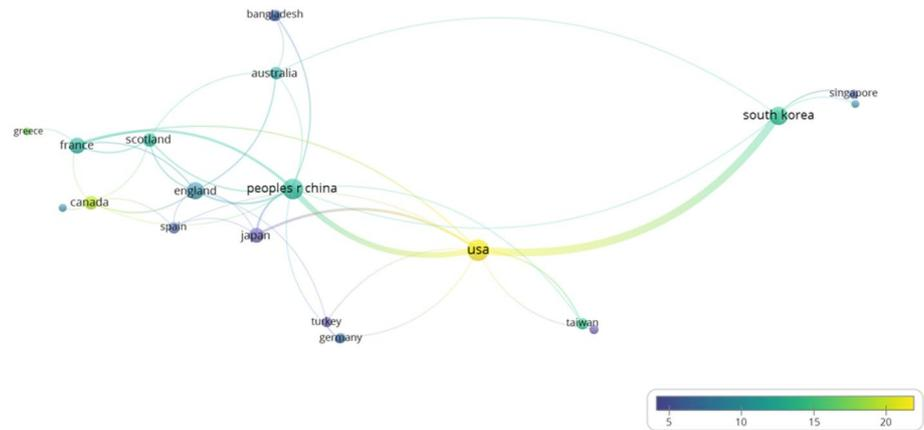 bangladesh
australia
singapore
south korea
greece
scotland
france
england
peoples r china
canada
spain
japan
usa
turkey
taiwan
germany
5 10 15 20